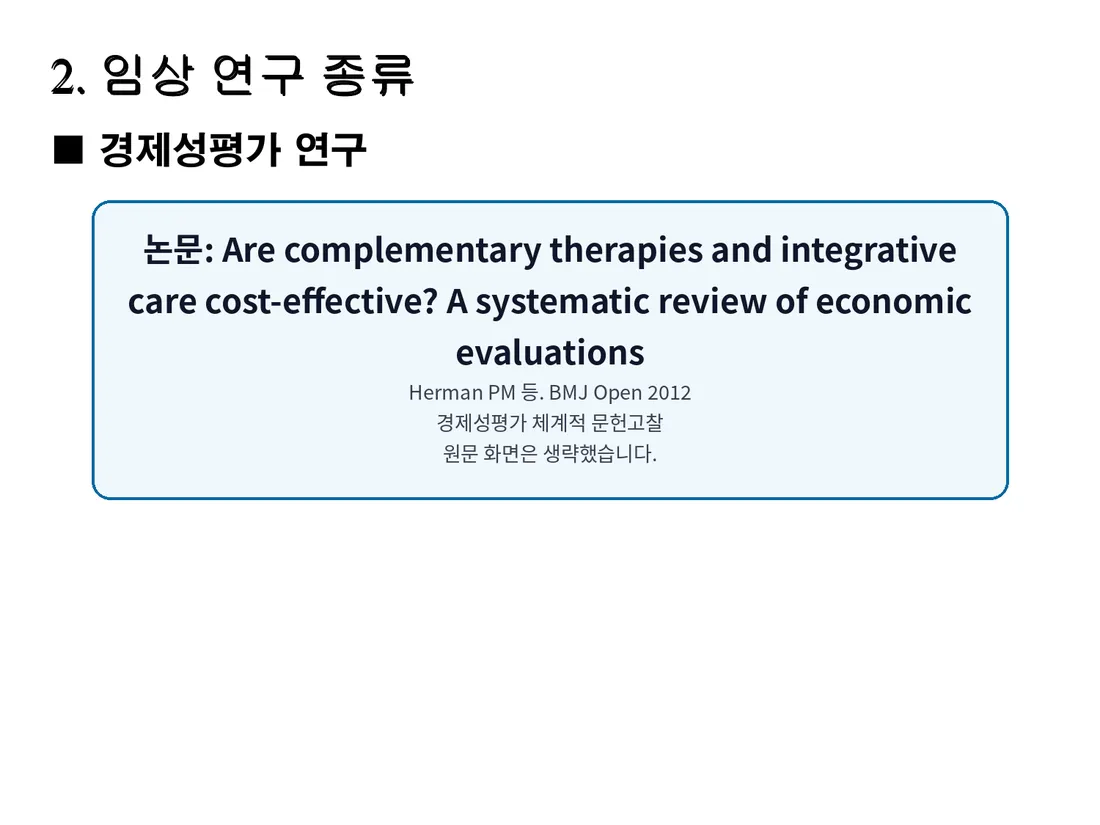 2. 임상 연구 종류
■ 경제성평가 연구
논문: Are complementary therapies and integrative
care cost-effective? A systematic review of economic
evaluations
Herman PM 등. BMJ Open 2012
경제성평가 체계적 문헌고찰
원문 화면은 생략했습니다.